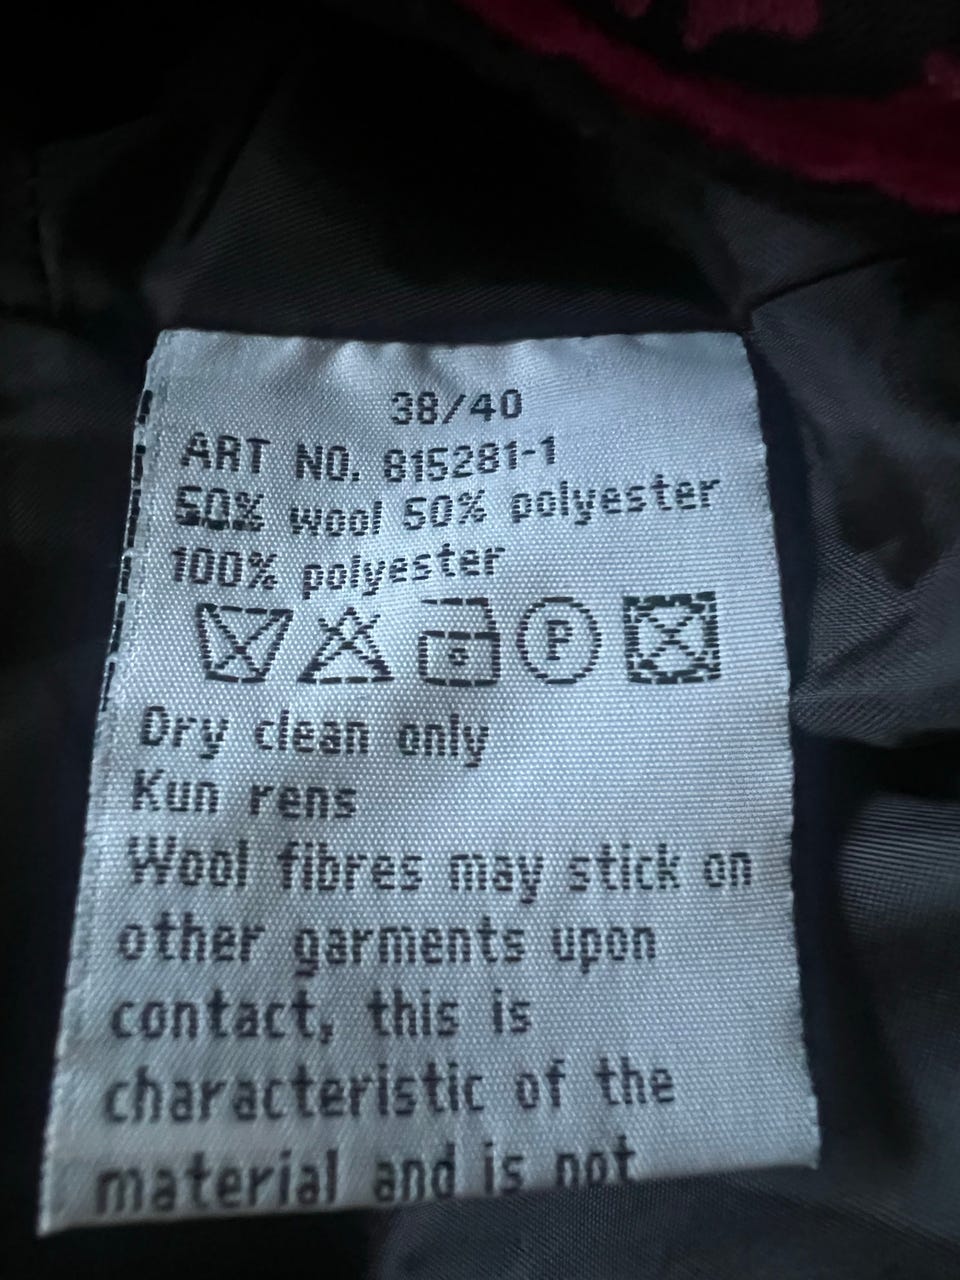 38/40
ART NO. 815281-1
50% wool 50% polyester
100% polyester
P
Dry clean only
Kun rens
Wool fibres may stick on
other garments upon
contact, this is
characteristic of the
material and is not